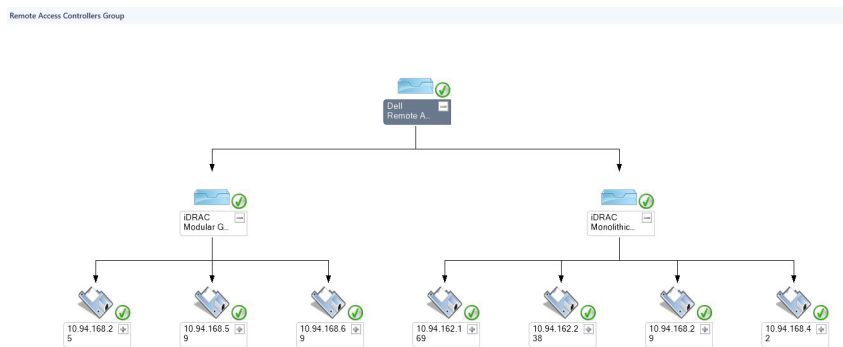 Remote Access Controllers Group
Dell
Remote A..
iDRAC
Modular G..
iDRAC
Monolithic..
10.94.168.2
5
10.94.168.5
9
10.94.168.6
9
10.94.162.1
69
10.94.162.2
38
10.94.168.2
9
10.94.168.4
2